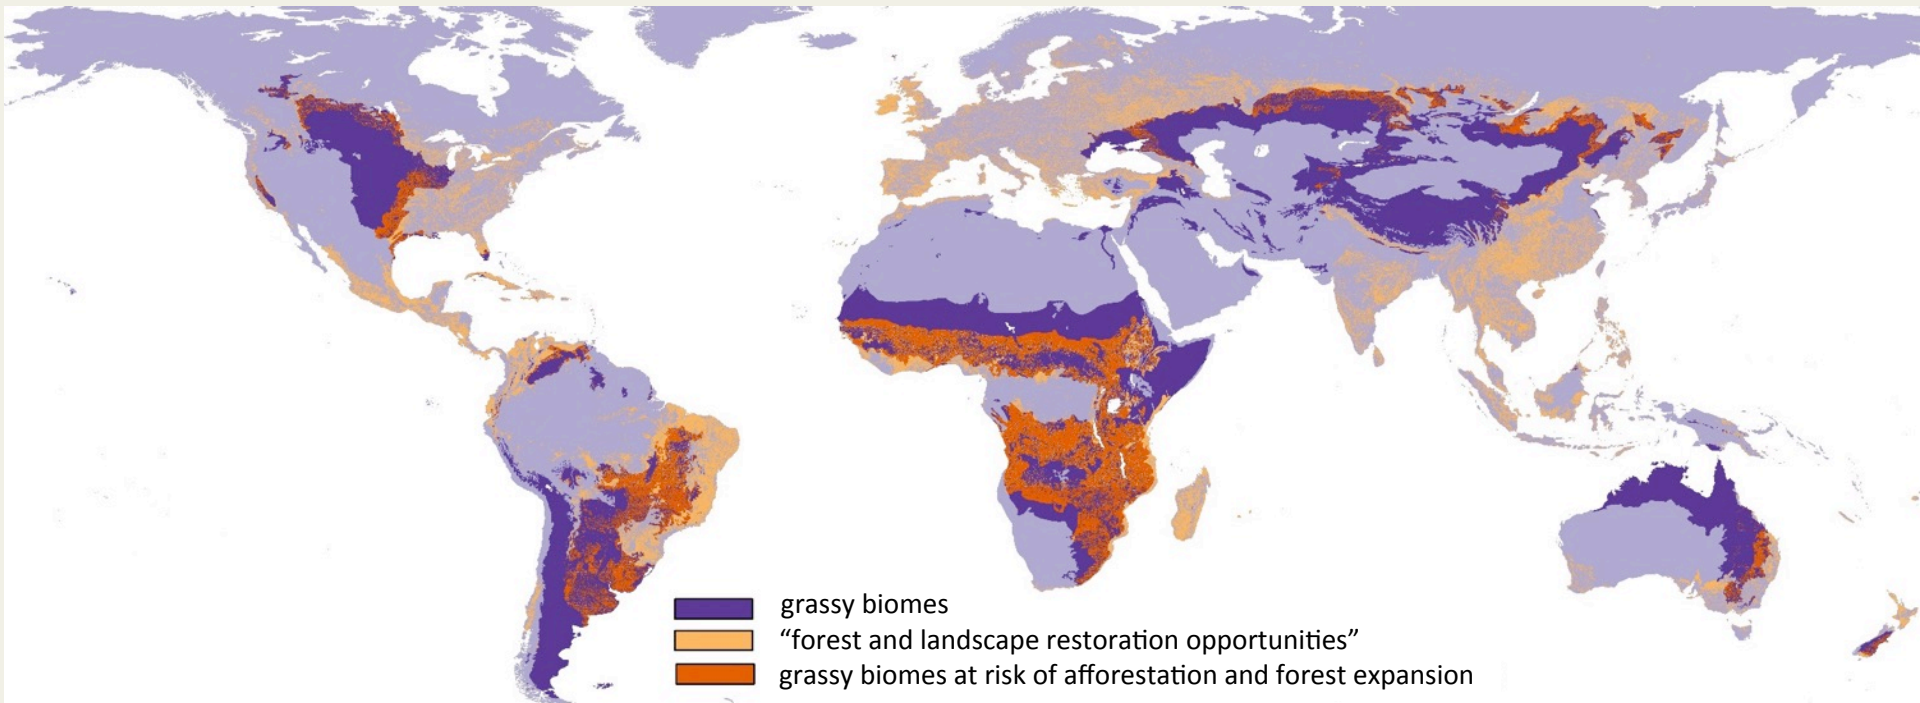 grassy biomes
“forest and landscape restoration opportunities”
grassy biomes at risk of afforestation and forest expansion